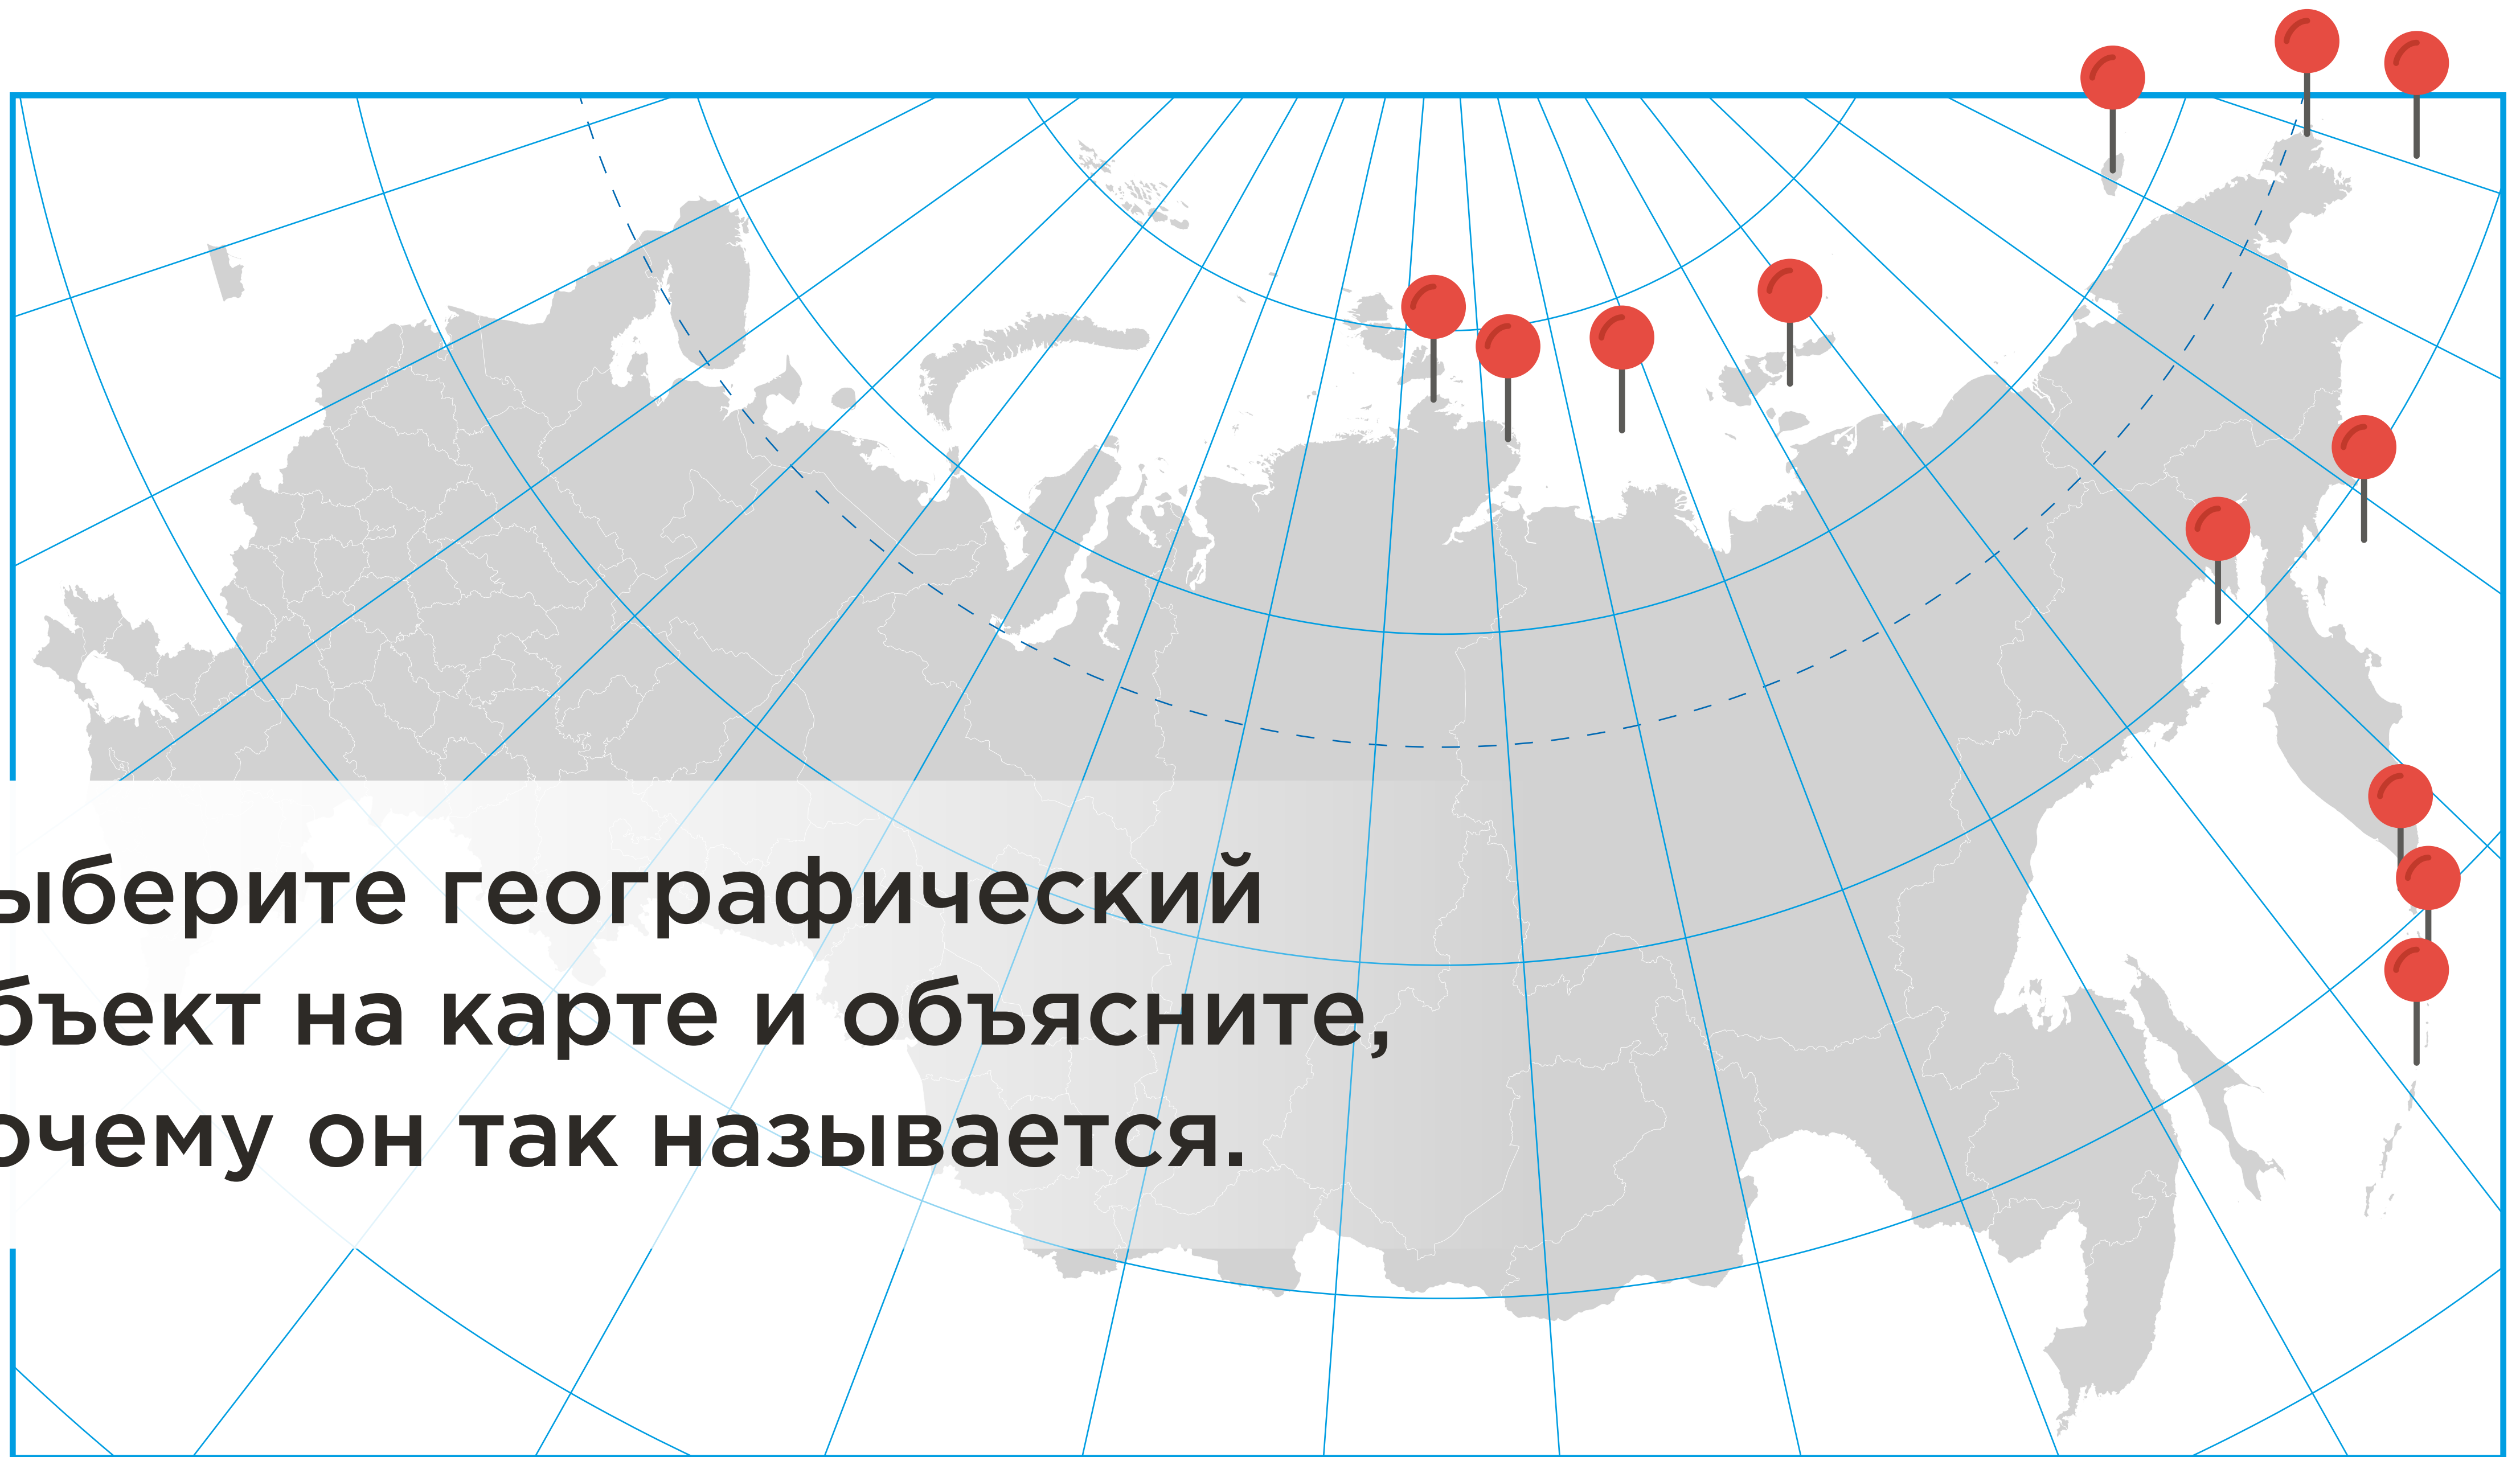 ыберите географический
бъект на карте и объясните,
очему он так называется.